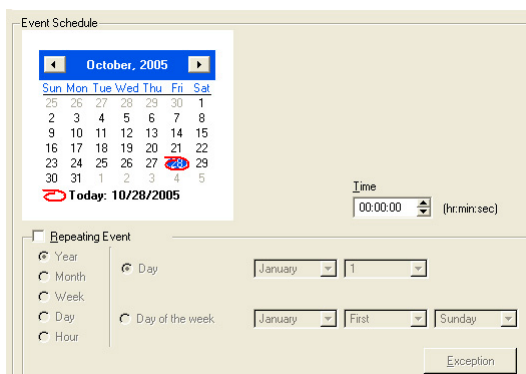 Event Schedule
October, 2005
Sun Mon Tue Wed Thu Fri Sat
25 26 27 28 29 30 1
2 3 4 5 6 7 8
9 10 11 12 13 14 15
16 17 18 19 20 21 22
23 24 25 26 27 28 29
30 31 1 2 3 4 5
Today: 10/28/2005
Time
00:00:00 (hr:min:sec)
Repeating Event
Year
Month
Week
Day
Hour
Day January 1
Day of the week January First Sunday
Exception